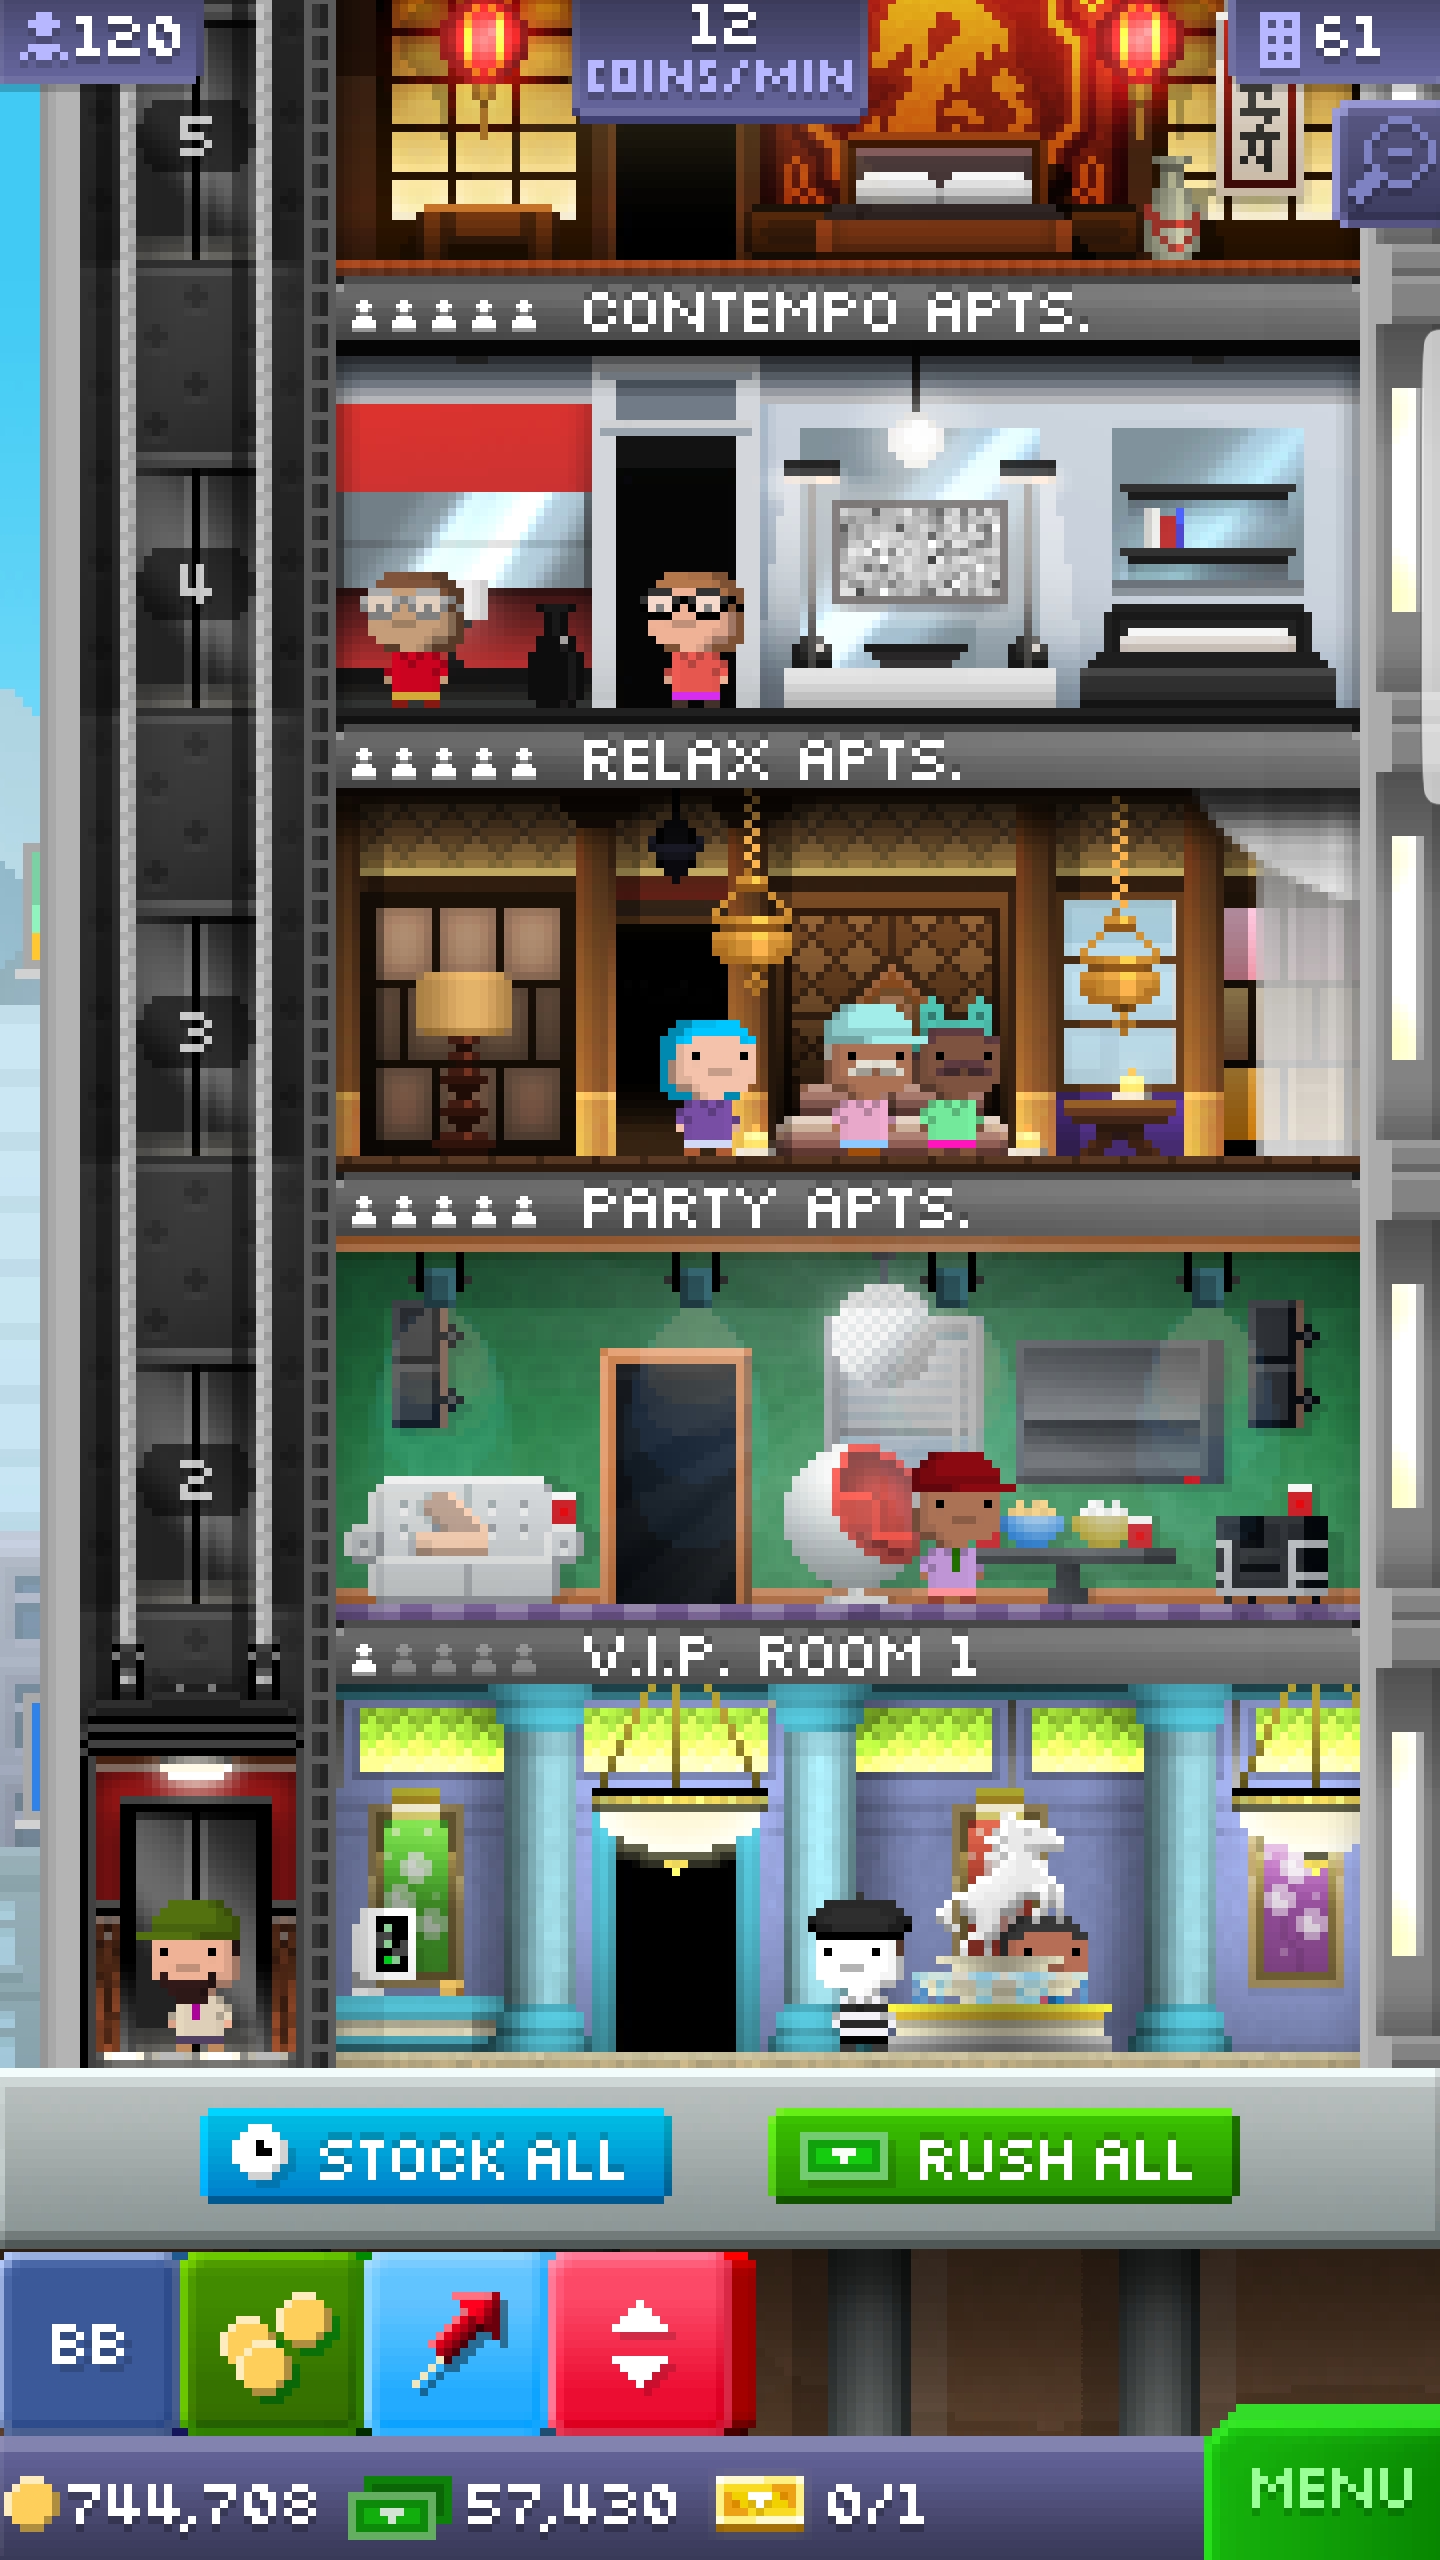 120
12
COINS/MIN
61
5
CONTEMPO APTS.
4
RELAX APTS.
3
PARTY APTS.
2
V.I.P. ROOM 1
STOCK ALL
RUSH ALL
BB
744,708
57,430
0/1
MENU